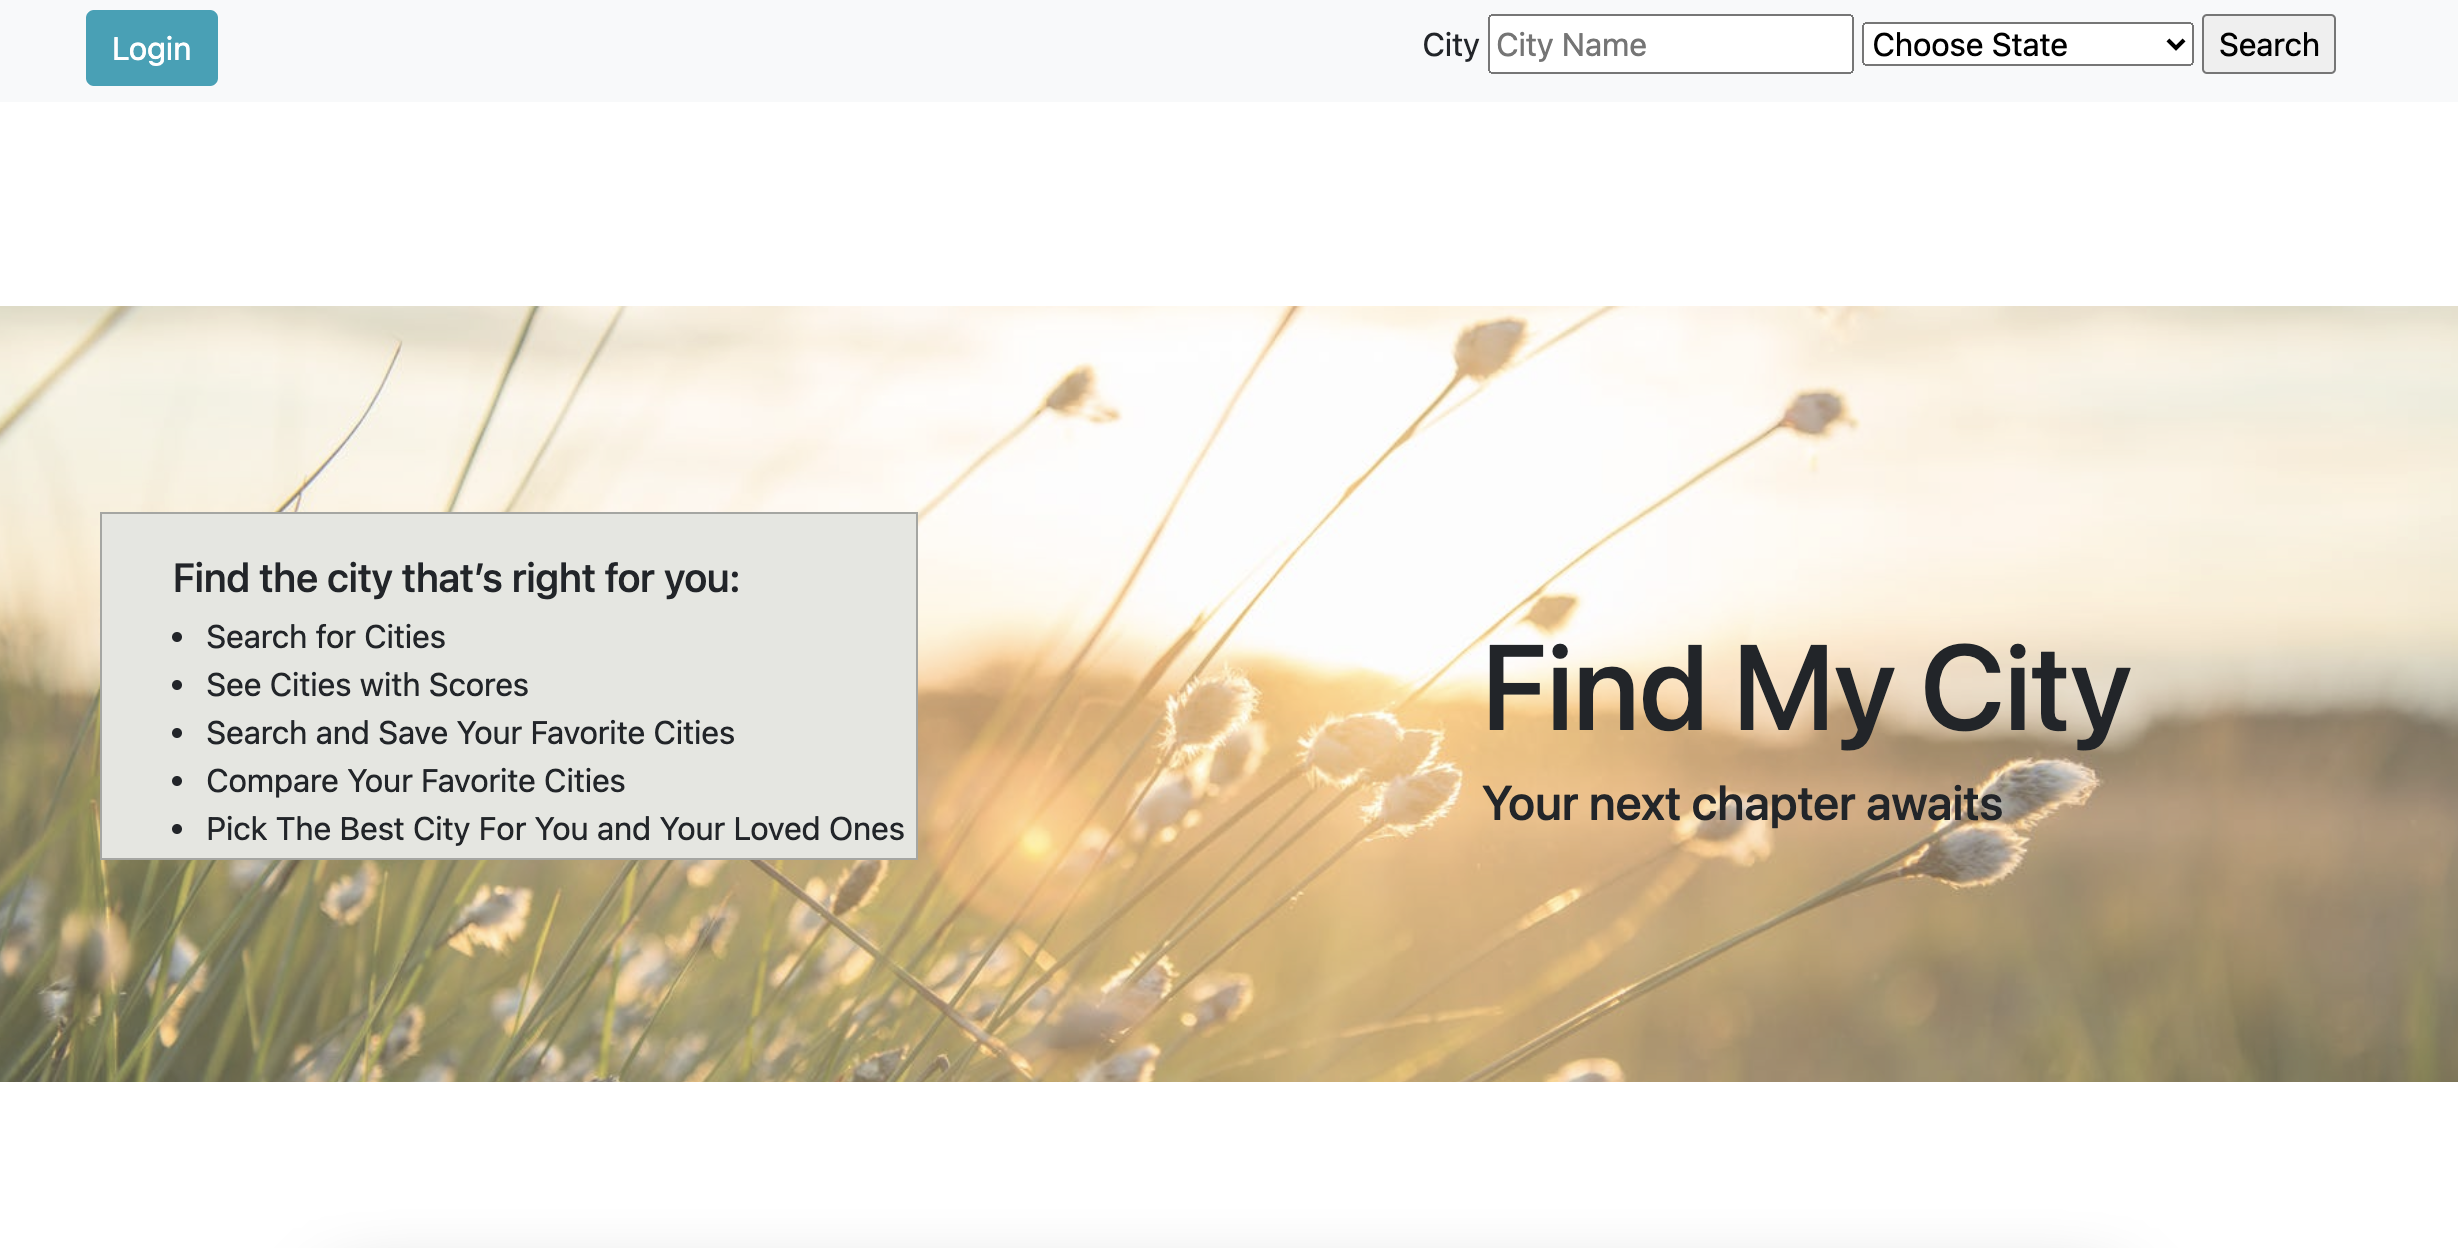 Login
City City Name Choose State Search
Find the city that’s right for you:
• Search for Cities
• See Cities with Scores
• Search and Save Your Favorite Cities
• Compare Your Favorite Cities
• Pick The Best City For You and Your Loved Ones
Find My City
Your next chapter awaits